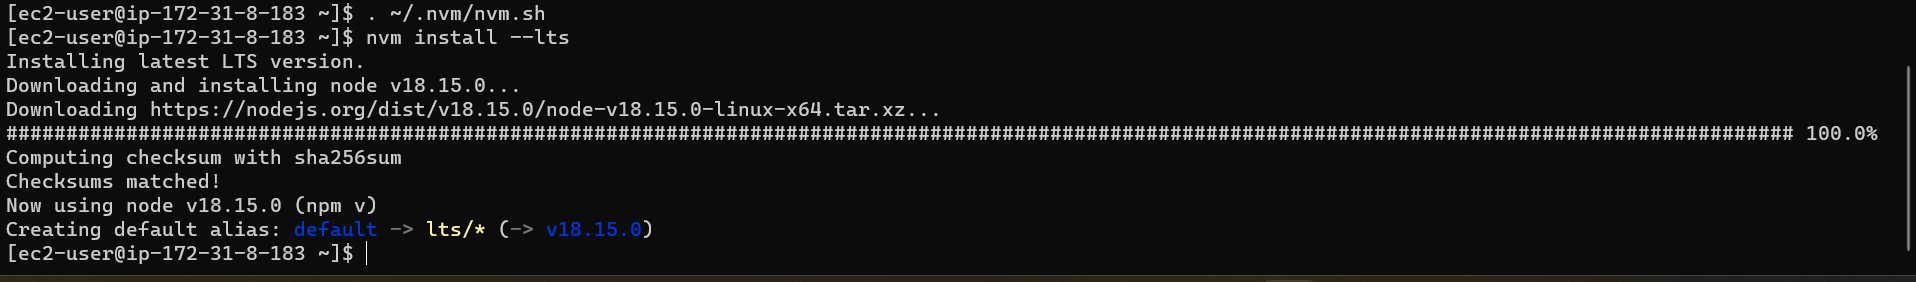 [ec2-user@ip-172-31-8-183 ~]$ . ~/.nvm/nvm.sh
[ec2-user@ip-172-31-8-183 ~]$ nvm install --lts
Installing latest LTS version.
Downloading and installing node v18.15.0...
Downloading https://nodejs.org/dist/v18.15.0/node-v18.15.0-linux-x64.tar.xz...
##################################################################################################################################################### 100.0%
Computing checksum with sha256sum
Checksums matched!
Now using node v18.15.0 (npm v)
Creating default alias: default -> lts/* (-> v18.15.0)
[ec2-user@ip-172-31-8-183 ~]$